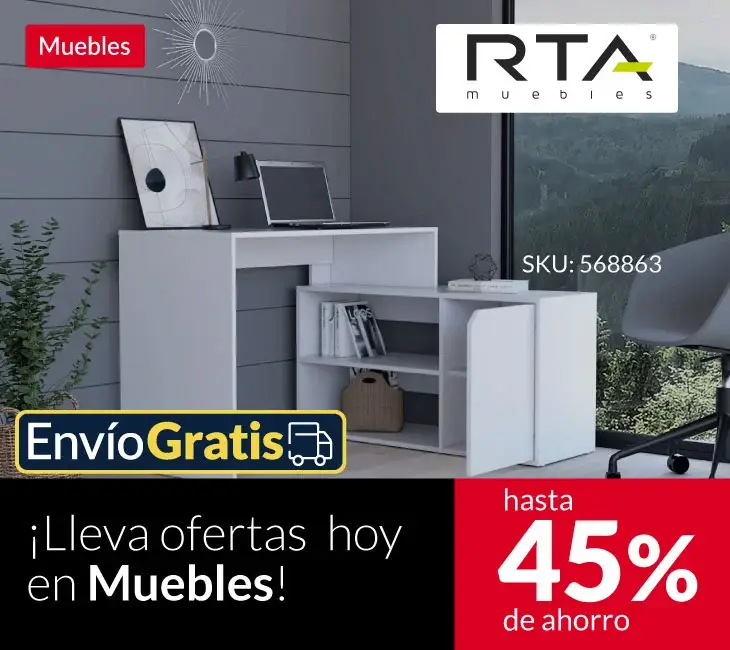 Muebles
RTA®
muebles
SKU: 568863
EnvíoGratis
¡Lleva ofertas hoy
en Muebles!
hasta
45%
de ahorro